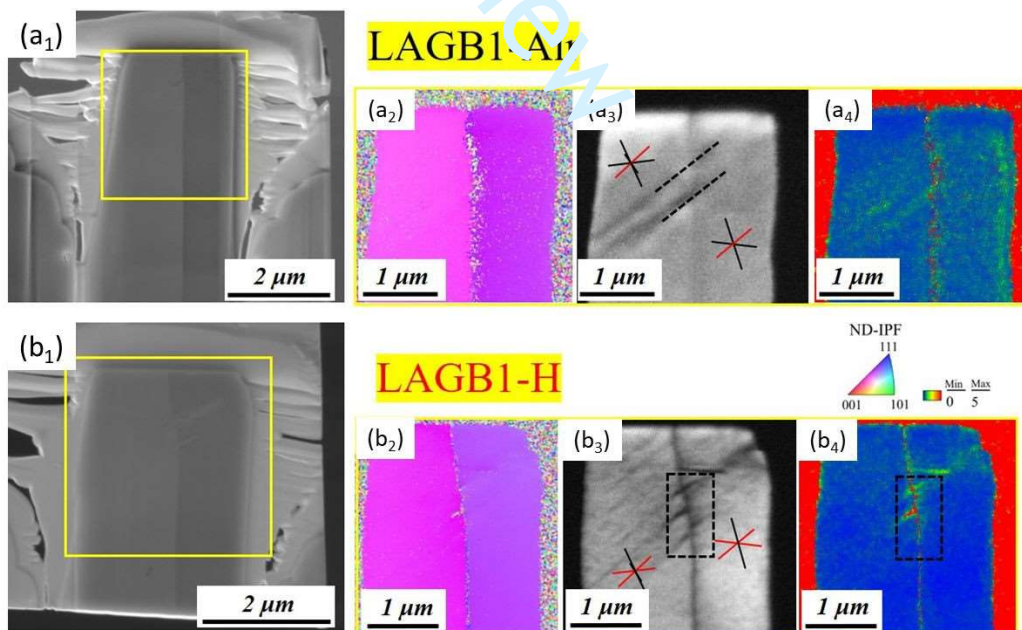 (a1)
2 μm
LAGB1-Air
(a2)
1 μm
(a3)
1 μm
(a4)
1 μm
(b1)
2 μm
LAGB1-H
ND-IPF
111
001 101
Min Max
0 5
(b2)
1 μm
(b3)
1 μm
(b4)
1 μm